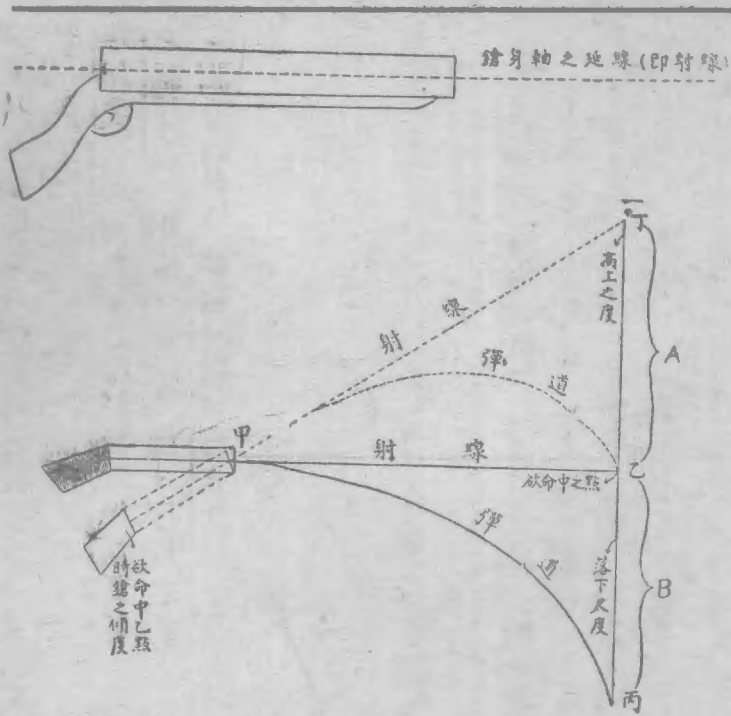 鎗身軸之延線(即射線)
丁
高上之度
A
射線
彈道
甲
射線
乙
欲命中之點
彈道
落下尺度
B
欲命中乙點
時鎗之傾度
丙